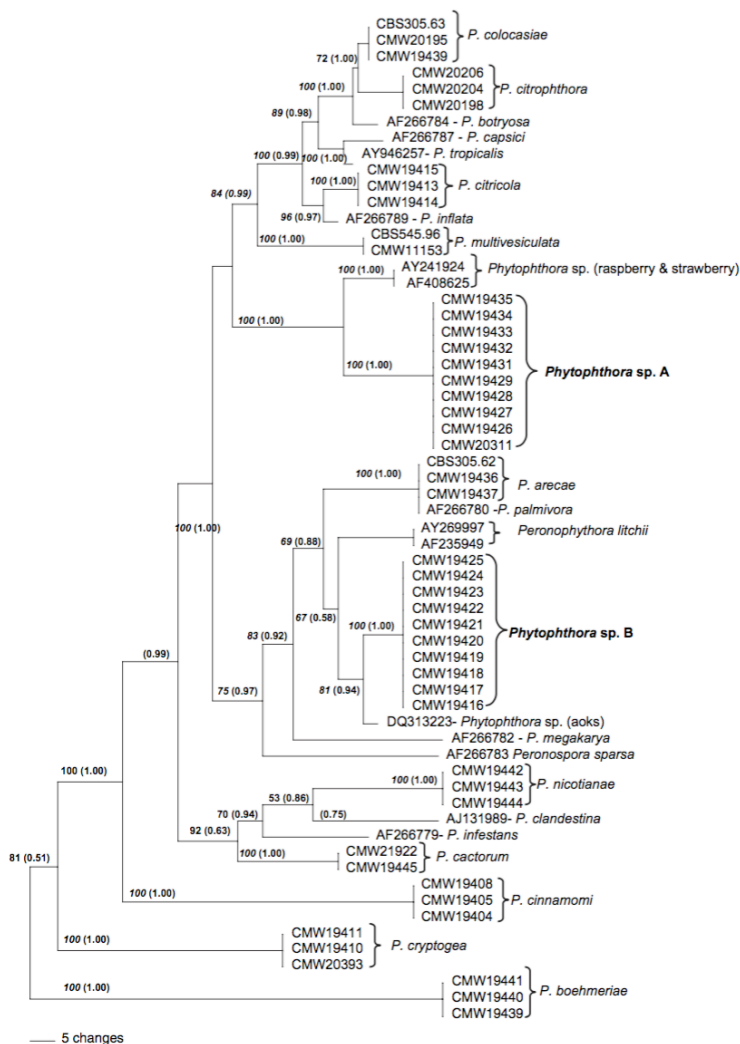 CBS305.63
CMW20195
P. colocasiae
CMW19439
72 (1.00)
CMW20206
100 (1.00)
CMW20204
P. citrophthora
CMW20198
89 (0.98)
AF266784 - P. botryosa
AF266787 - P. capsici
100 (0.99)
100 (1.00)
AY946257- P. tropicalis
CMW19415
100 (1.00)
CMW19413
P. citricola
CMW19414
84 (0.99)
96 (0.97)
AF266789 - P. inflata
CBS545.96
100 (1.00)
P. multivesiculata
CMW11153
100 (1.00)
AY241924
Phytophthora sp. (raspberry & strawberry)
AF408625
CMW19435
CMW19434
100 (1.00)
CMW19433
CMW19432
100 (1.00)
CMW19431
Phytophthora sp. A
CMW19429
CMW19428
CMW19427
CMW19426
CMW20311
CBS305.62
100 (1.00)
CMW19436
P. arecae
CMW19437
AF266780 -P. palmivora
100 (1.00)
AY269997
Peronophythora litchii
69 (0.88)
AF235949
CMW19425
CMW19424
CMW19423
CMW19422
67 (0.58)
CMW19421
100 (1.00)
Phytophthora sp. B
83 (0.92)
CMW19420
(0.99)
CMW19419
CMW19418
81 (0.94)
75 (0.97)
CMW19417
CMW19416
DQ313223- Phytophthora sp. (aoks)
AF266782 - P. megakarya
AF266783 Peronospora sparsa
100 (1.00)
CMW19442
100 (1.00)
CMW19443
P. nicotianae
53 (0.86)
CMW19444
70 (0.94)
(0.75)
AJ131989- P. clandestina
92 (0.63)
AF266779- P. infestans
CMW21922
100 (1.00)
P. cactorum
81 (0.51)
CMW19445
CMW19408
100 (1.00)
CMW19405
P. cinnamomi
CMW19404
CMW19411
100 (1.00)
CMW19410
P. cryptogea
CMW20393
CMW19441
100 (1.00)
CMW19440
P. boehmeriae
CMW19439
5 changes